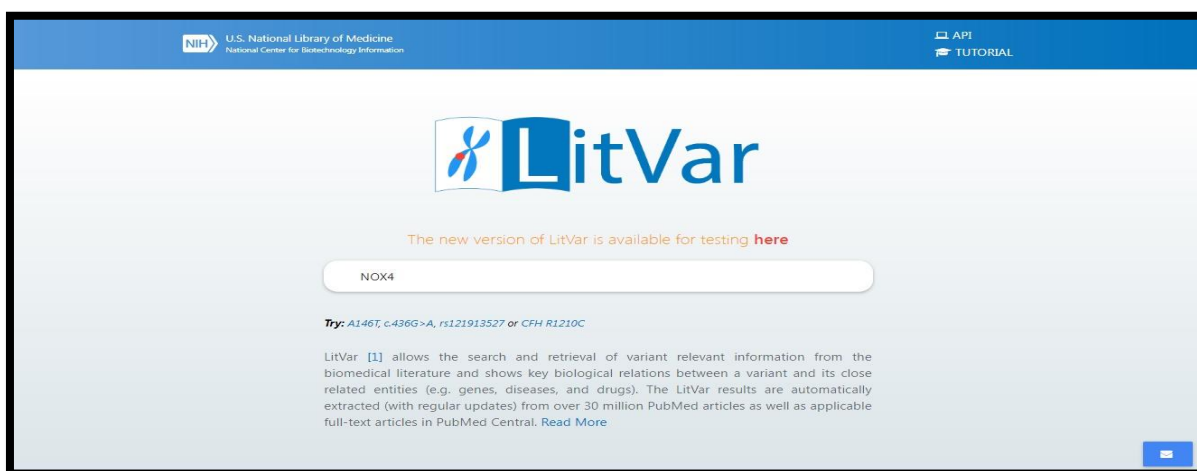 NIH
U.S. National Library of Medicine
National Center for Biotechnology Information
API
TUTORIAL
LitVar
The new version of LitVar is available for testing here
NOX4
Try: A146T, c.436G>A, rs121913527 or CFH R1210C
LitVar [1] allows the search and retrieval of variant relevant information from the
biomedical literature and shows key biological relations between a variant and its close
related entities (e.g. genes, diseases, and drugs). The LitVar results are automatically
extracted (with regular updates) from over 30 million PubMed articles as well as applicable
full-text articles in PubMed Central. Read More